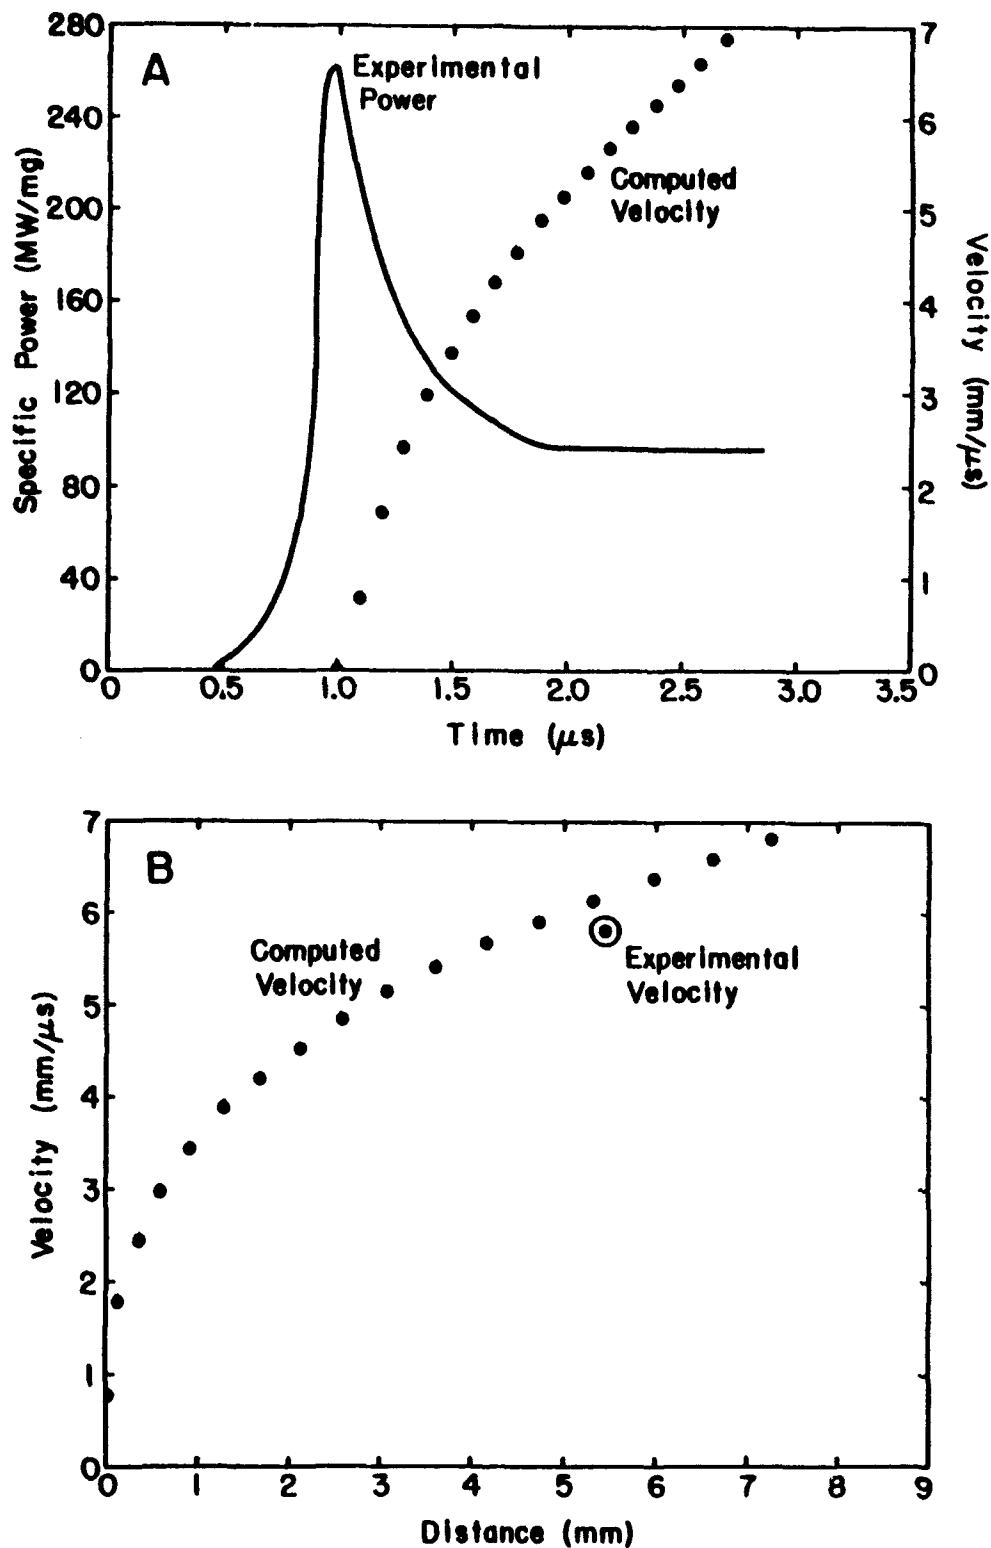 280
240
200
160
120
80
40
0
Specific Power (MW/mg)
A
Experimental
Power
Computed
Velocity
7
6
5
4
3
2
1
0
Velocity (mm/μs)
0
0.5
1.0
1.5
2.0
2.5
3.0
3.5
Time (μs)
7
6
5
4
3
2
1
0
Velocity (mm/μs)
B
Computed
Velocity
Experimental
Velocity
0
1
2
3
4
5
6
7
8
9
Distance (mm)